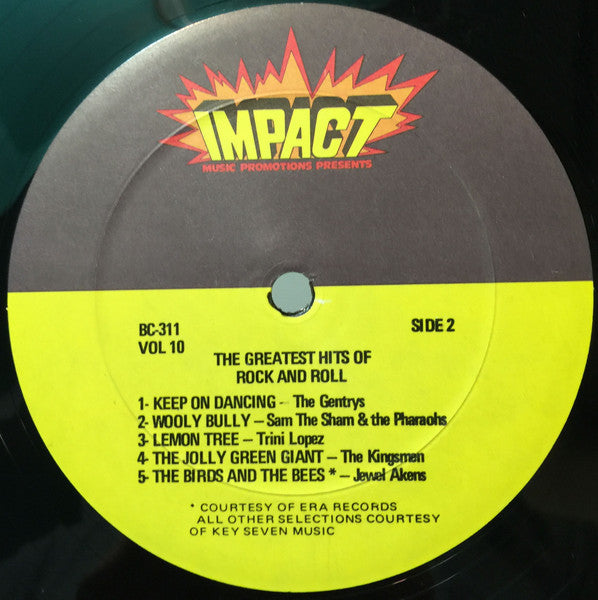 IMPACT
MUSIC PROMOTIONS PRESENTS
BC-311 SIDE 2
VOL 10
THE GREATEST HITS OF
ROCK AND ROLL
1- KEEP ON DANCING - The Gentrys
2- WOOLY BULLY – Sam The Sham & the Pharaohs
3- LEMON TREE – Trini Lopez
4- THE JOLLY GREEN GIANT – The Kingsmen
5- THE BIRDS AND THE BEES * – Jewel Akens
* COURTESY OF ERA RECORDS
ALL OTHER SELECTIONS COURTESY
OF KEY SEVEN MUSIC